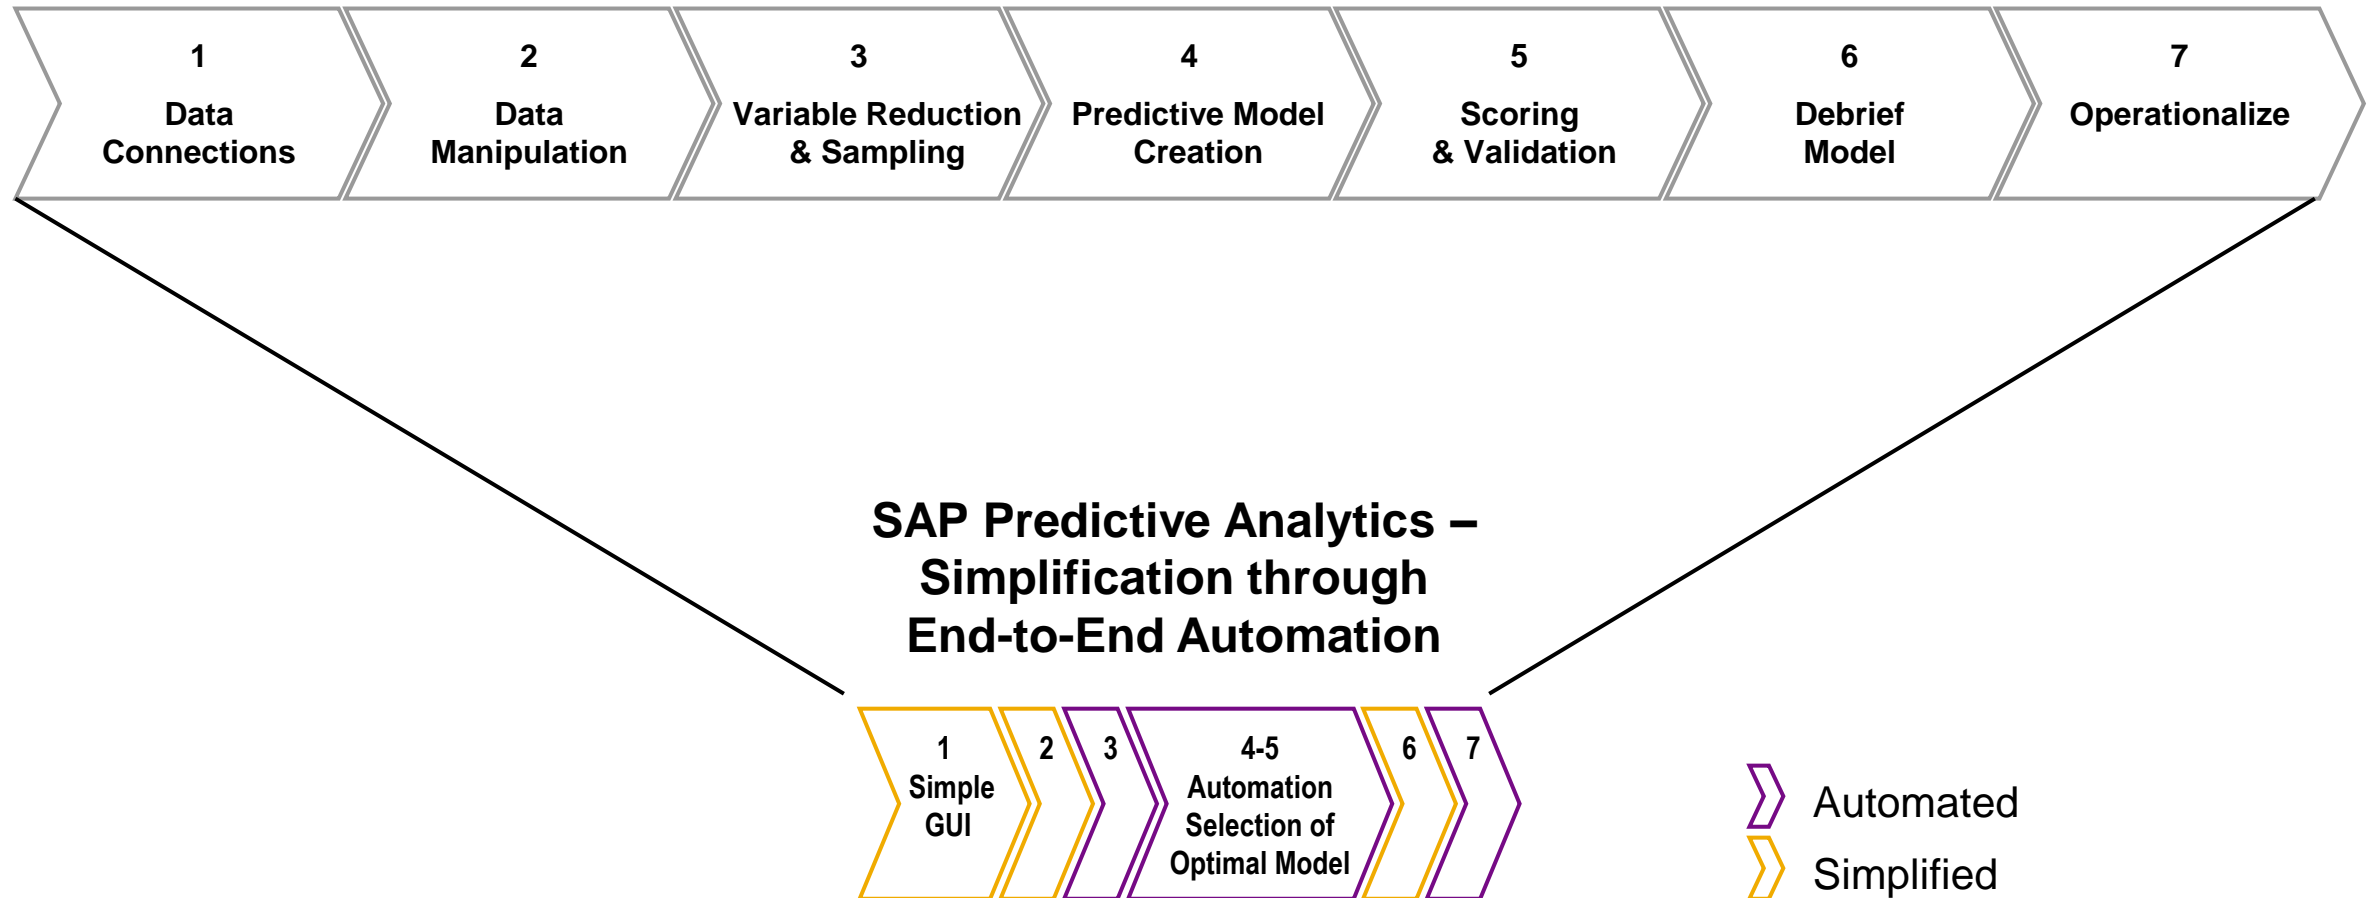 1
Data
Connections
2
Data
Manipulation
3
Variable Reduction
& Sampling
4
Predictive Model
Creation
5
Scoring
& Validation
6
Debrief
Model
7
Operationalize
SAP Predictive Analytics –
Simplification through
End-to-End Automation
1
Simple
GUI
2
3
4-5
Automation
Selection of
Optimal Model
6
7
Automated
Simplified